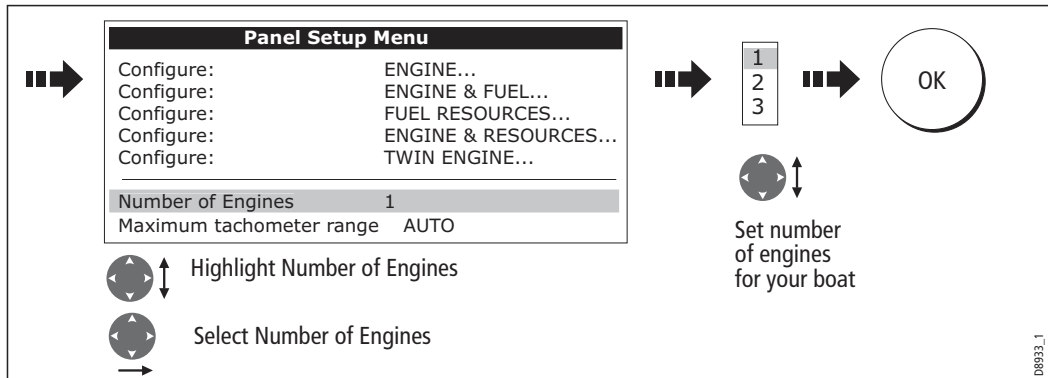 Panel Setup Menu
Configure: ENGINE...
Configure: ENGINE & FUEL...
Configure: FUEL RESOURCES...
Configure: ENGINE & RESOURCES...
Configure: TWIN ENGINE...
Number of Engines 1
Maximum tachometer range AUTO
Highlight Number of Engines
Select Number of Engines
1
2
3
Set number
of engines
for your boat
OK
D8933_1